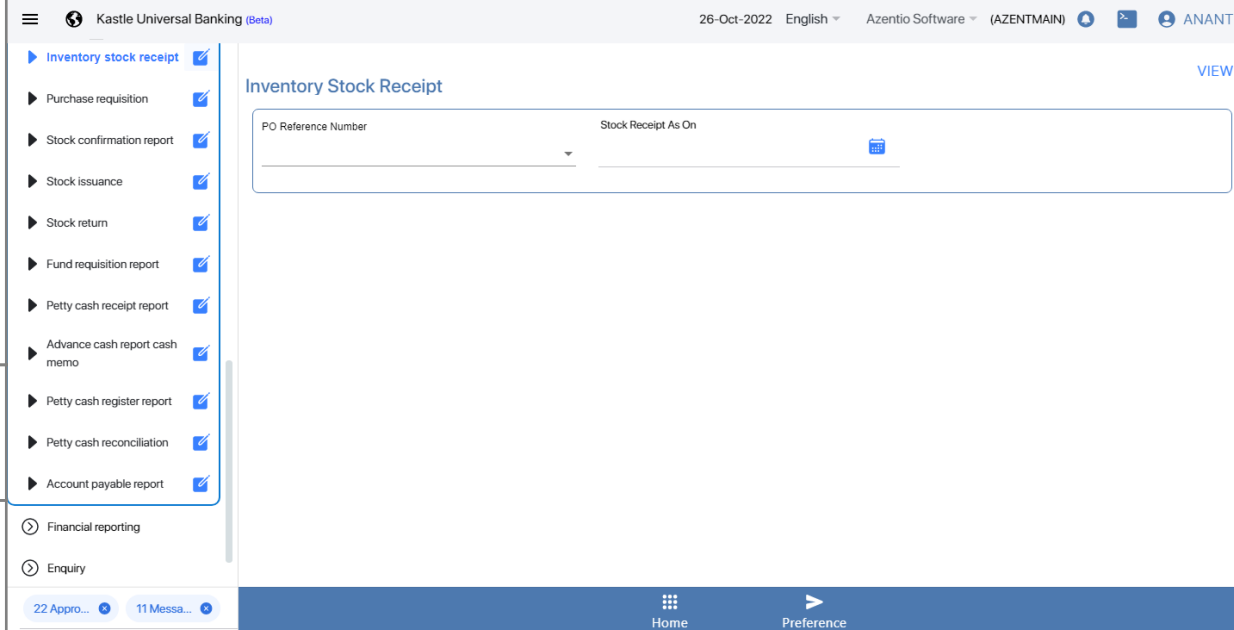 Kastle Universal Banking (Beta)
26-Oct-2022 English Azentio Software (AZENTMAIN) ANANT
Inventory stock receipt
Purchase requisition
Stock confirmation report
Stock issuance
Stock return
Fund requisition report
Petty cash receipt report
Advance cash report cash
memo
Petty cash register report
Petty cash reconciliation
Account payable report
Financial reporting
Enquiry
22 Appro...
11 Messa...
VIEW
Inventory Stock Receipt
PO Reference Number
Stock Receipt As On
Home
Preference